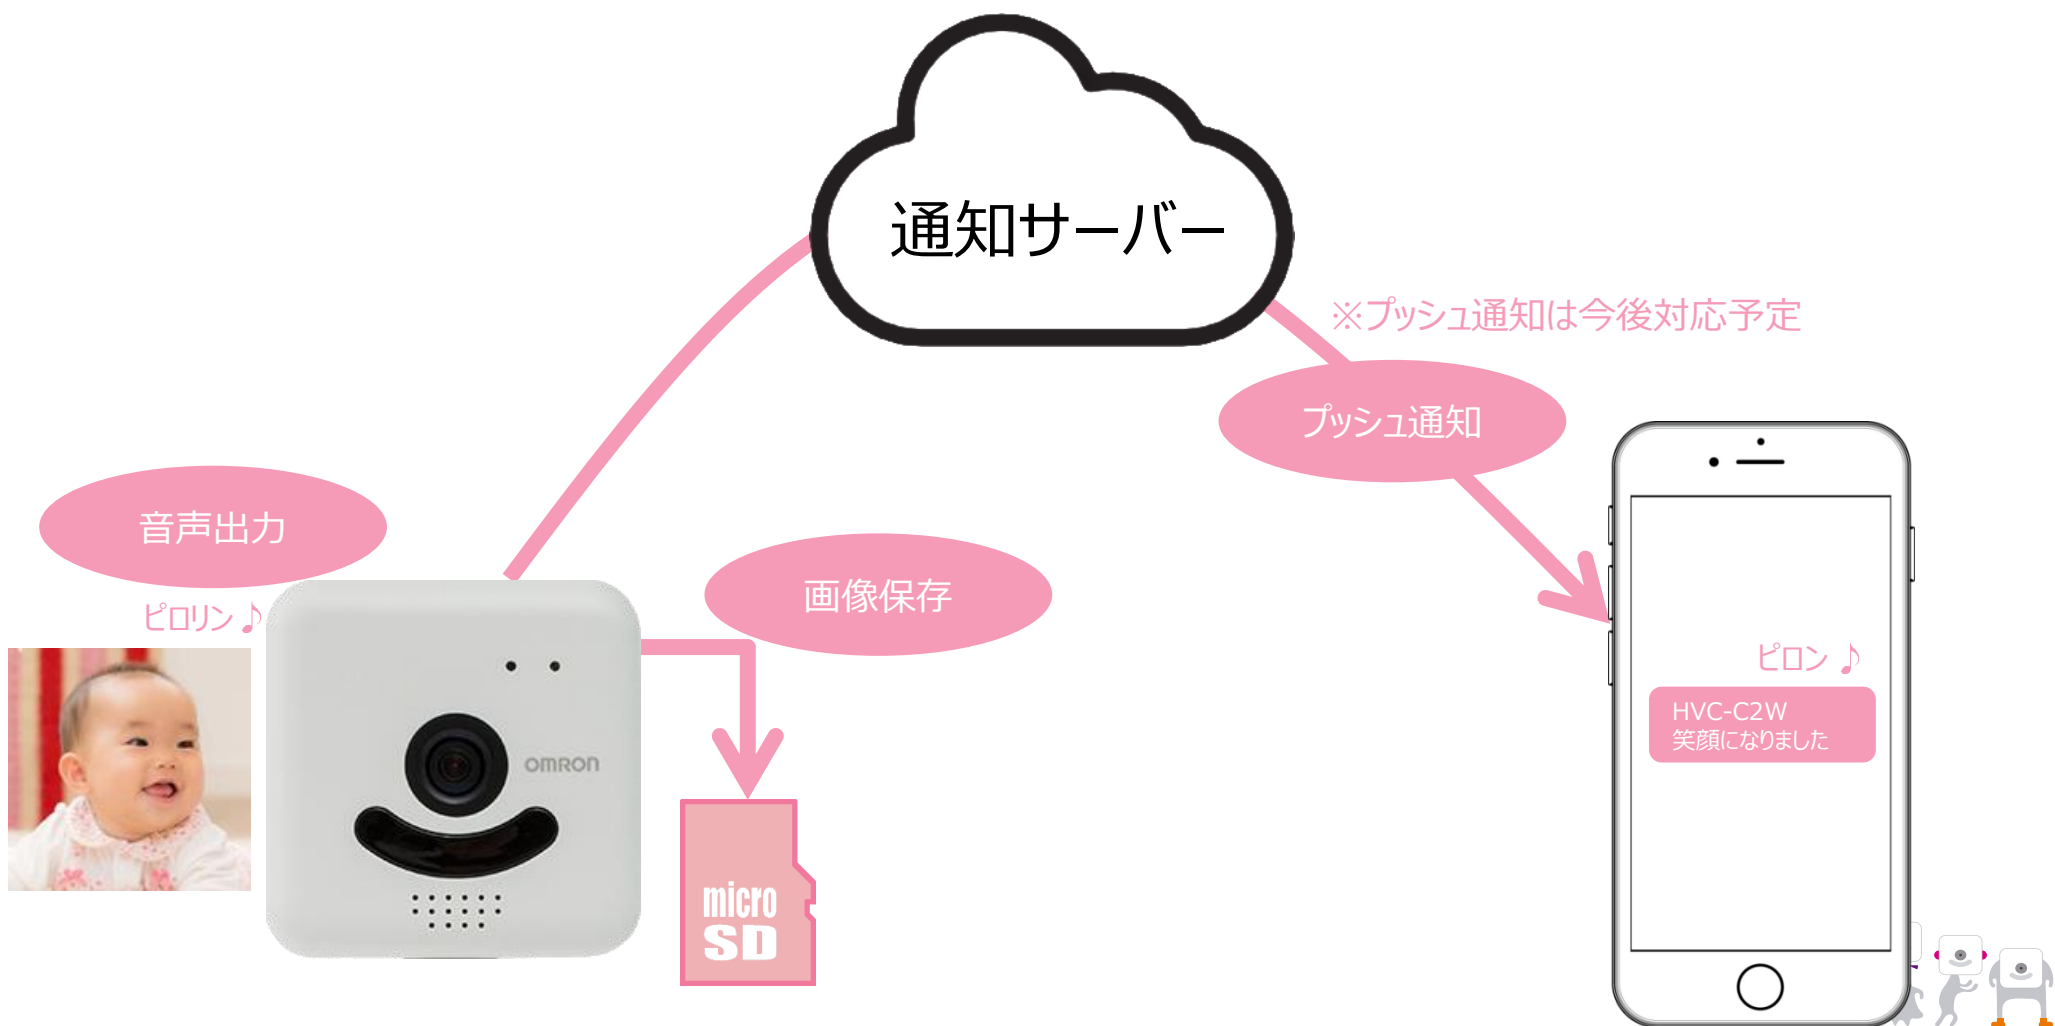 通知サーバー
※プッシュ通知は今後対応予定
プッシュ通知
音声出力
画像保存
ピロリン♪
ピロン♪
HVC-C2W
笑顔になりました
omron
micro
SD